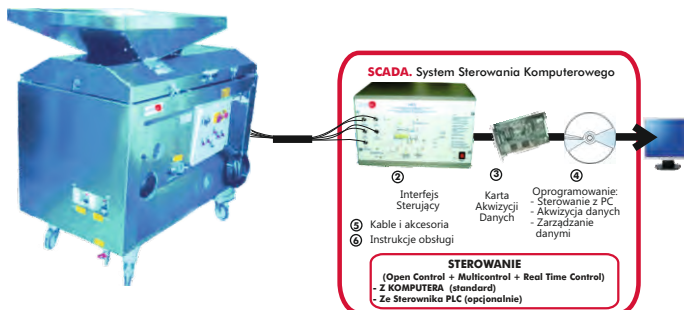 SCADA. System Sterowania Komputerowego
②
Interfejs
Sterujący
③
Karta
Akwizycji
Danych
④
Oprogramowanie:
- Sterowanie z PC
- Akwizycja danych
- Zarządzanie
danymi
⑤ Kable i akcesoria
⑥ Instrukcje obsługi
STEROWANIE
(Open Control + Multicontrol + Real Time Control)
- Z KOMPUTERA (standard)
- Ze Sterownika PLC (opcjonalnie)